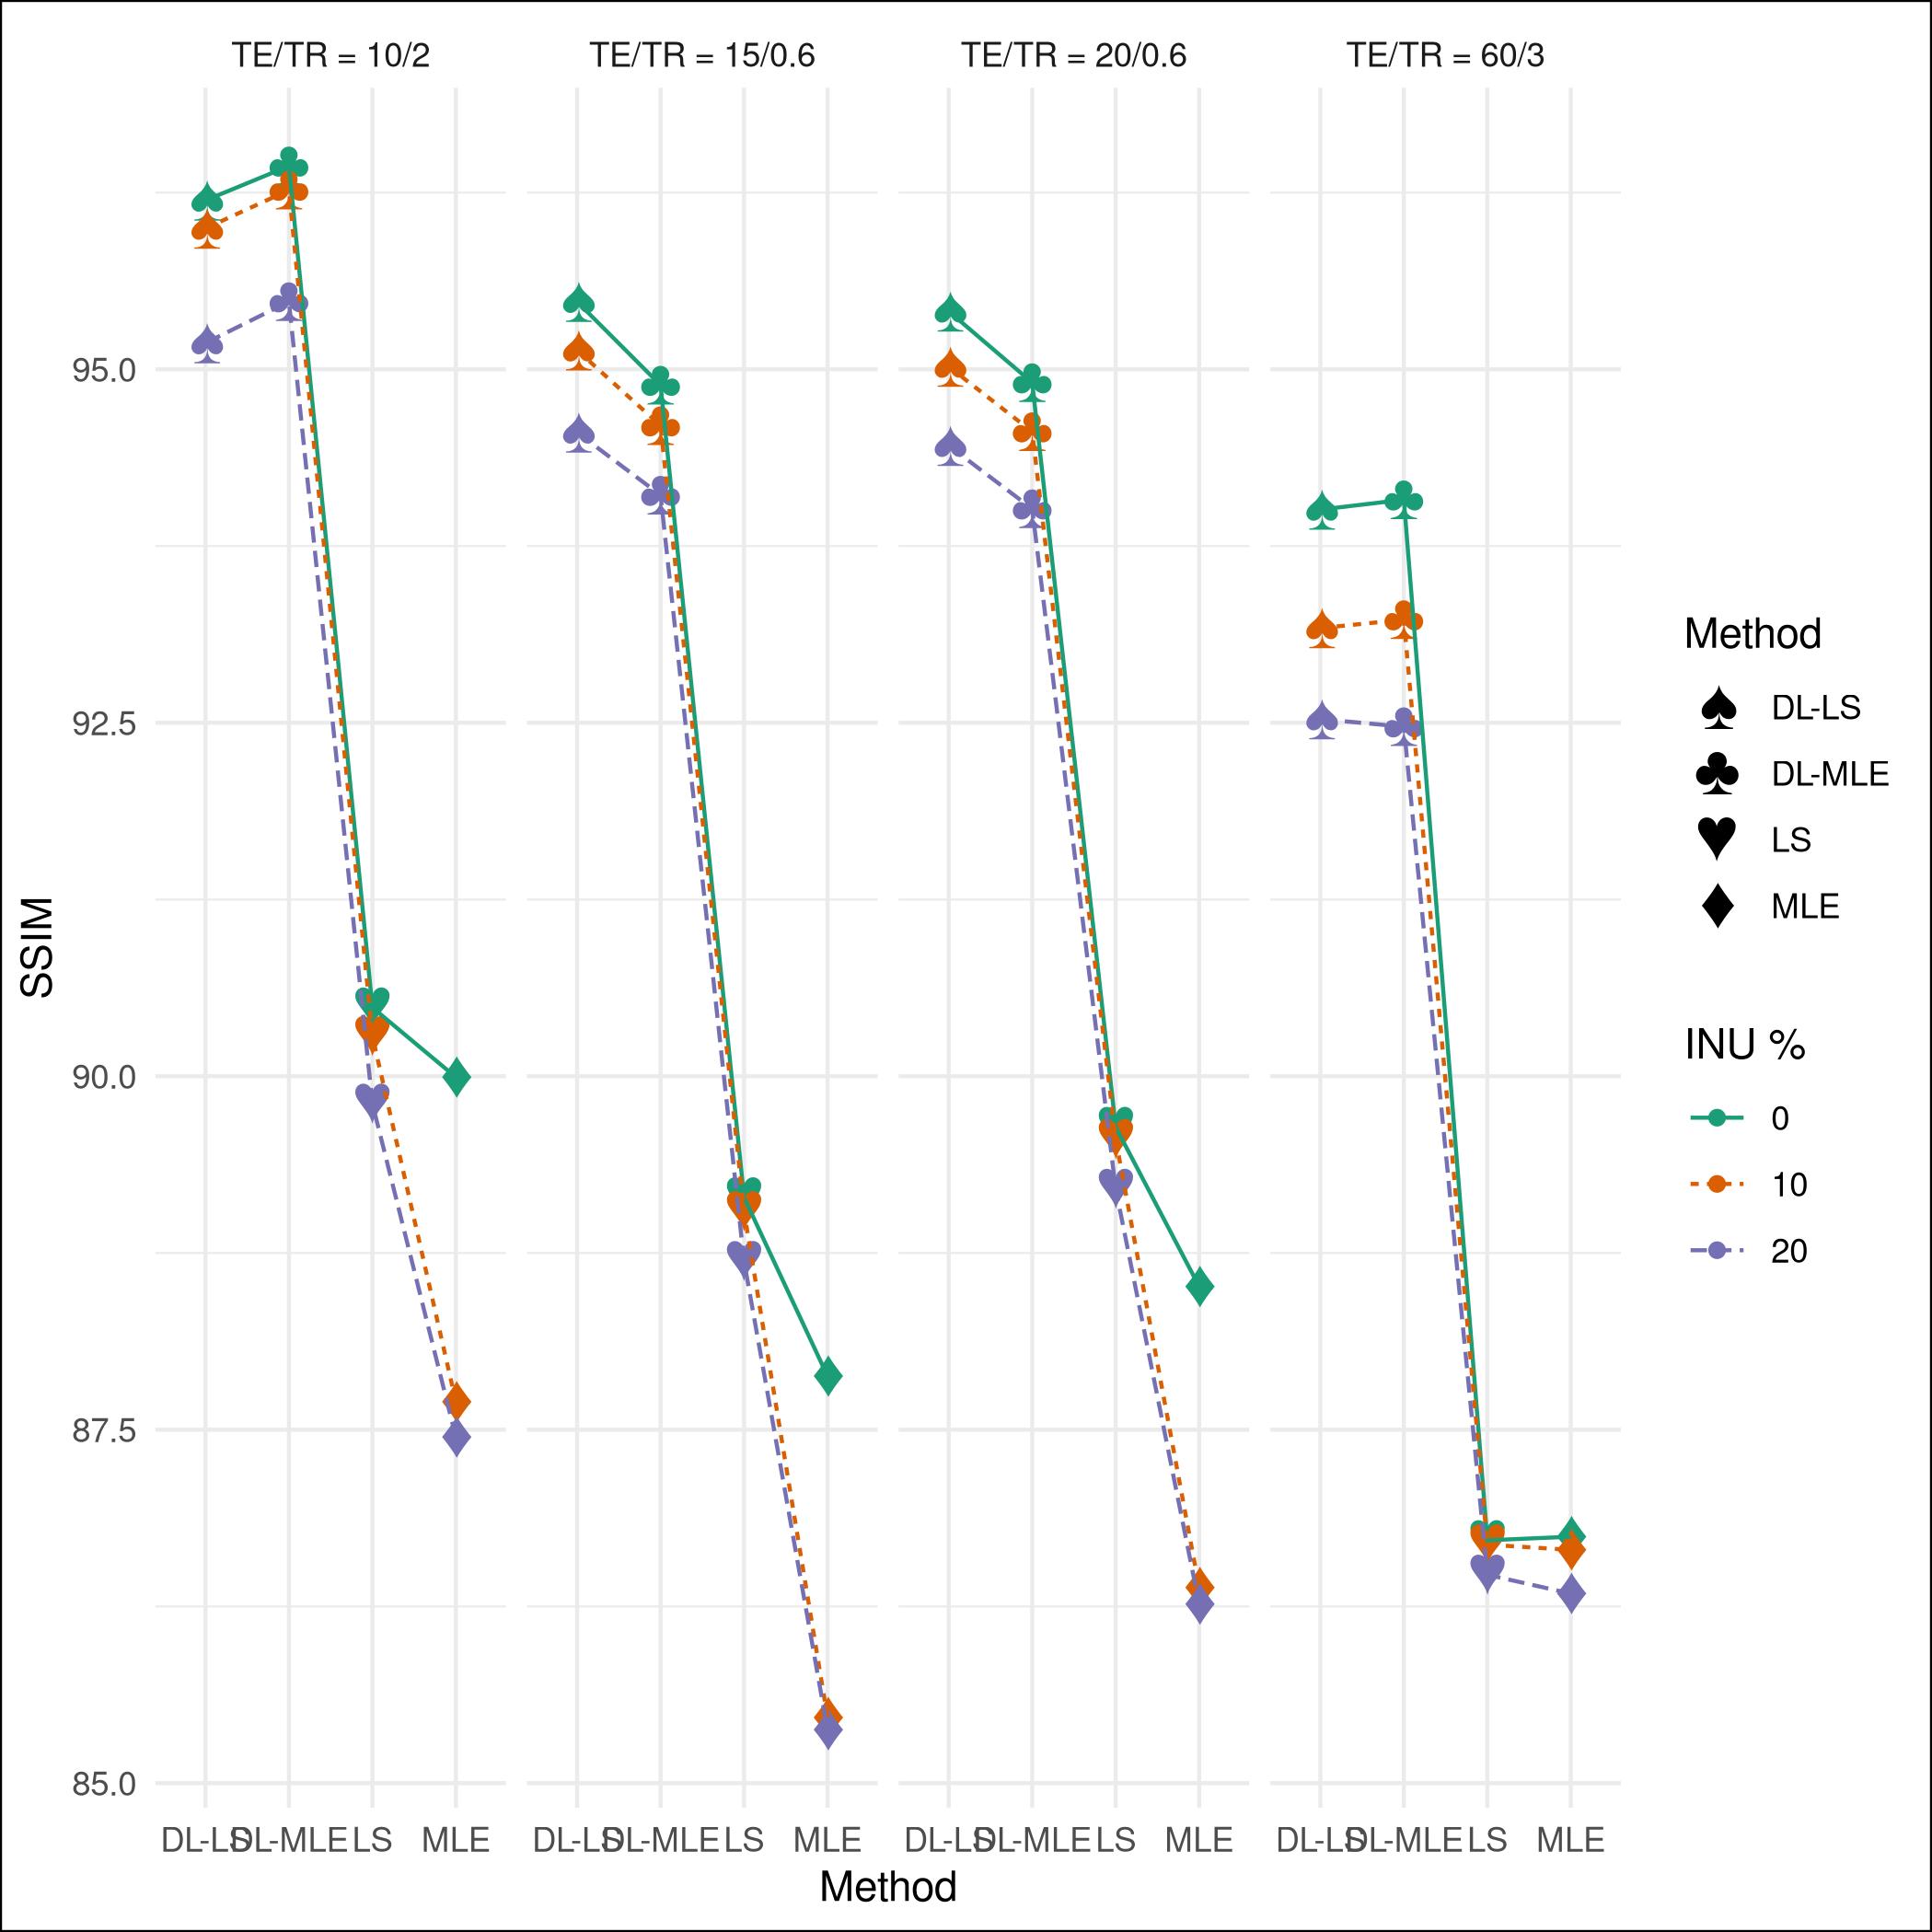 TE/TR = 10/2 TE/TR = 15/0.6 TE/TR = 20/0.6 TE/TR = 60/3
95.0
92.5
90.0
87.5
85.0
SSIM
DL-LS DL-MLE LS MLE DL-LS DL-MLE LS MLE DL-LS DL-MLE LS MLE DL-LS DL-MLE LS MLE
Method
Method
DL-LS
DL-MLE
LS
MLE
INU %
0
10
20